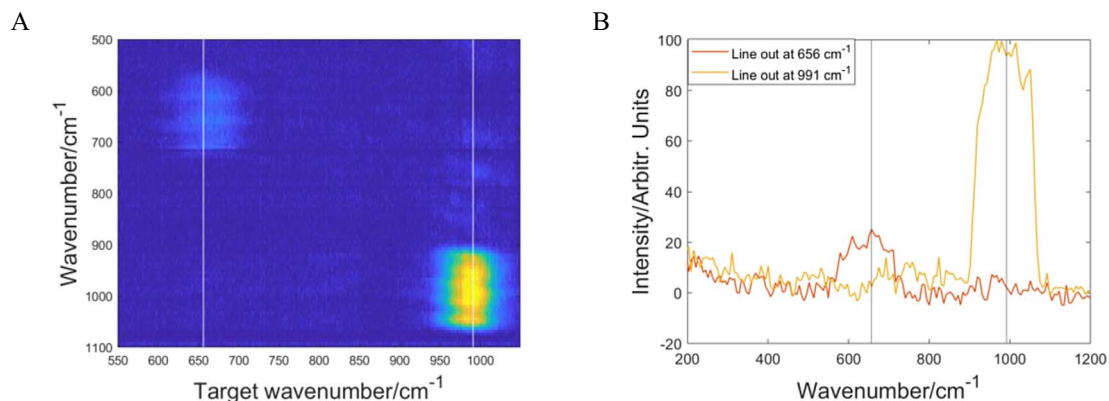 A
500
600
700
800
900
1000
1100
Wavenumber/cm-1
550 600 650 700 750 800 850 900 950 1000
Target wavenumber/cm-1
B
Line out at 656 cm-1
Line out at 991 cm-1
100
80
60
40
20
0
-20
Intensity/Arbitr. Units
200 400 600 800 1000 1200
Wavenumber/cm-1